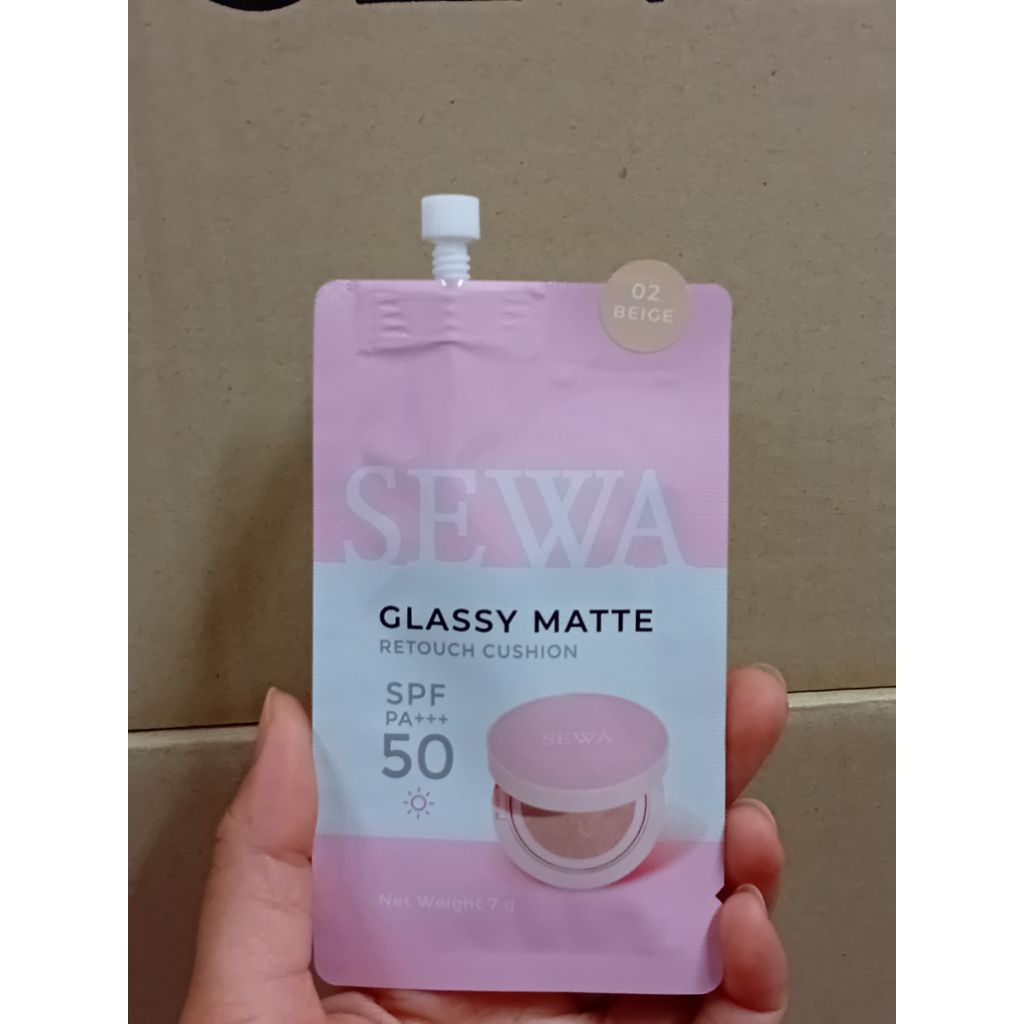 02
BEIGE
SEWA
GLASSY MATTE
RETOUCH CUSHION
SPF
PA+++
50
SEWA
Net Weight 7 g